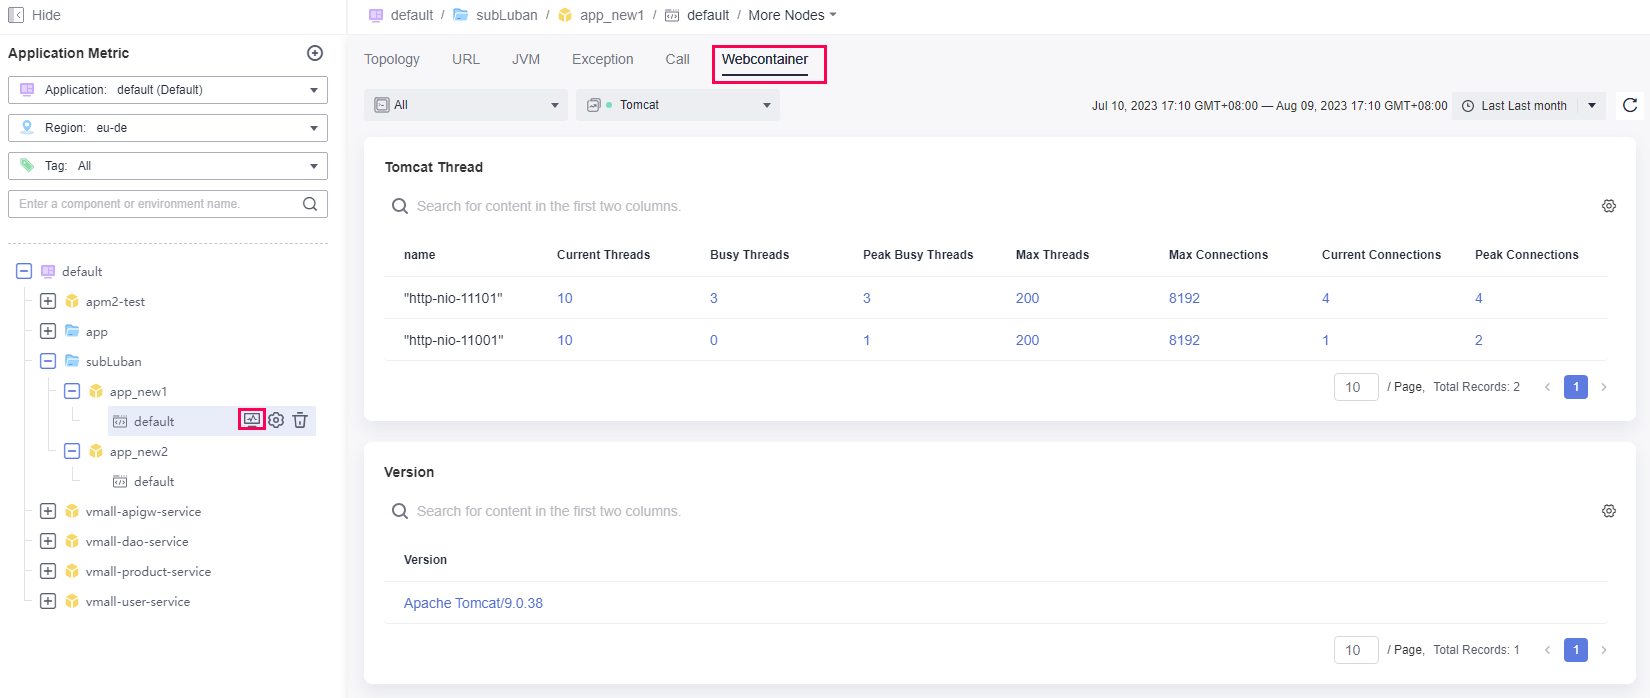 Hide
default / subLuban / app_new1 / default / More Nodes
Application Metric
Application: default (Default)
Region: eu-de
Tag: All
Enter a component or environment name.
default
apm2-test
app
subLuban
app_new1
default
app_new2
default
vmall-apigw-service
vmall-dao-service
vmall-product-service
vmall-user-service
Topology URL JVM Exception Call Webcontainer
All Tomcat Jul 10, 2023 17:10 GMT+08:00 — Aug 09, 2023 17:10 GMT+08:00 Last Last month
Tomcat Thread
Search for content in the first two columns.
name Current Threads Busy Threads Peak Busy Threads Max Threads Max Connections Current Connections Peak Connections
"http-nio-11101" 10 3 3 200 8192 4 4
"http-nio-11001" 10 0 1 200 8192 1 2
10 / Page, Total Records: 2 < 1 >
Version
Search for content in the first two columns.
Version
Apache Tomcat/9.0.38
10 / Page, Total Records: 1 < 1 >